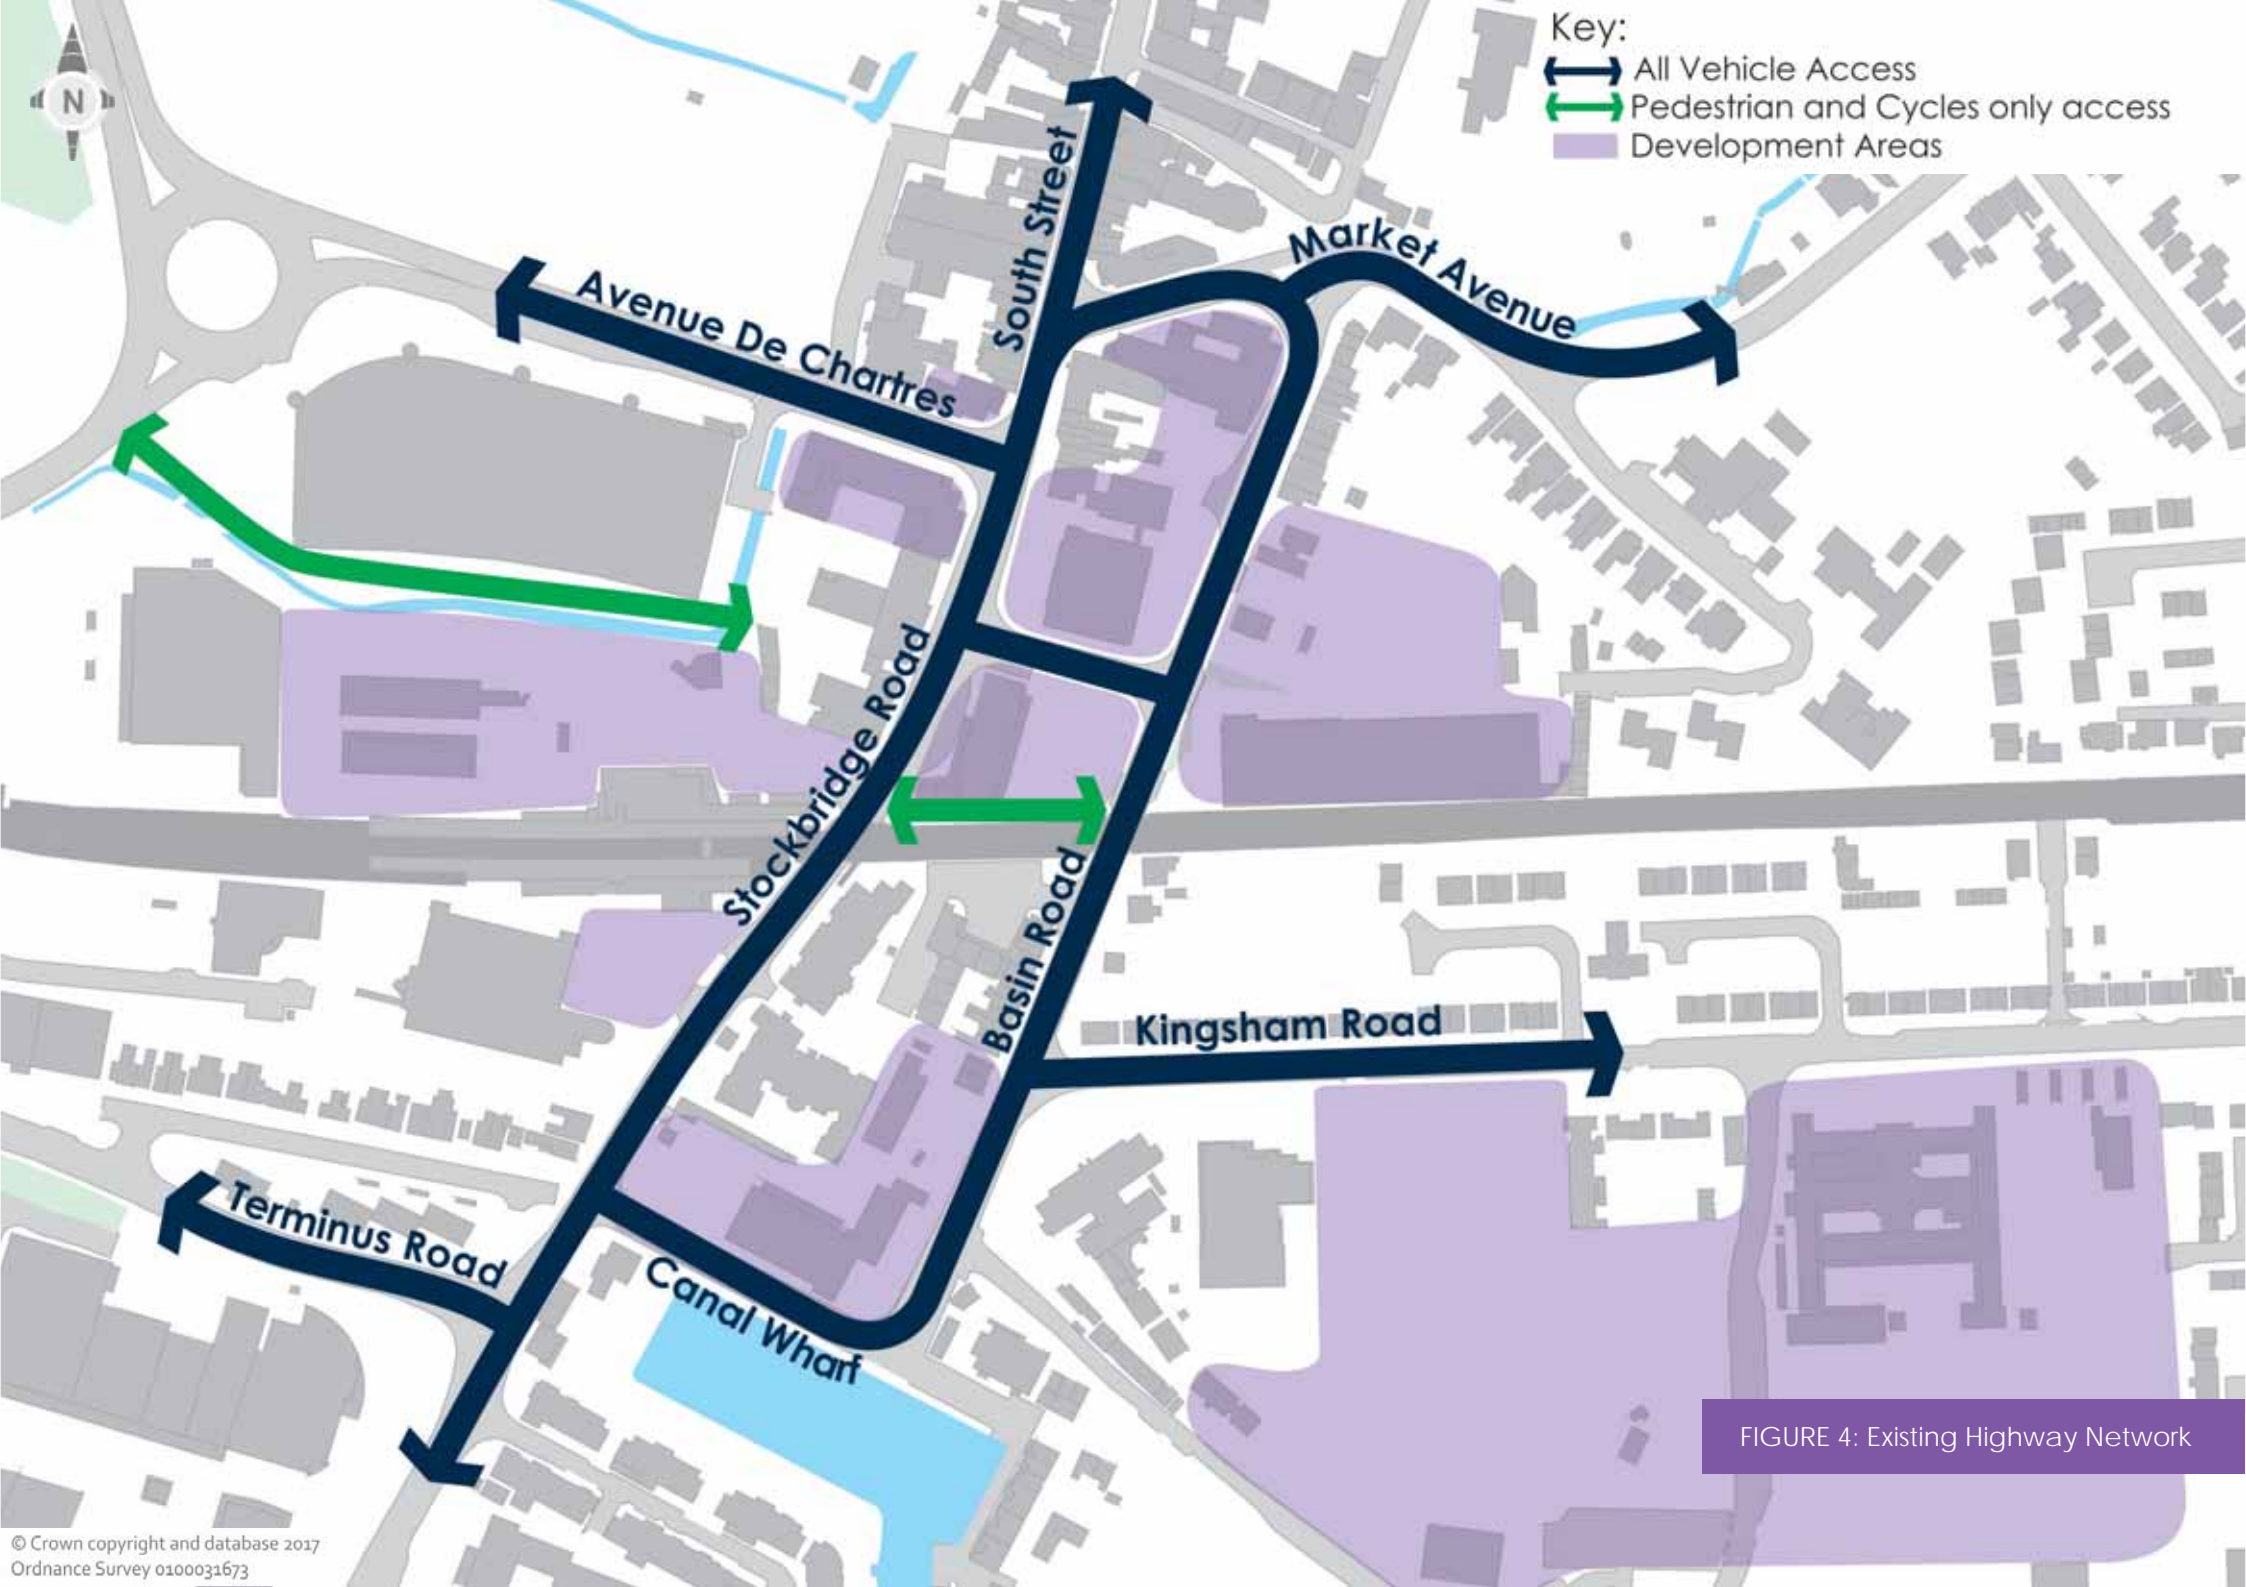 Key:
All Vehicle Access
Pedestrian and Cycles only access
Development Areas
N
South Street
Market Avenue
Avenue De Chartres
Stockbridge Road
Basin Road
Kingsham Road
Terminus Road
Canal Wharf
FIGURE 4: Existing Highway Network
© Crown copyright and database 2017
Ordnance Survey 0100031673